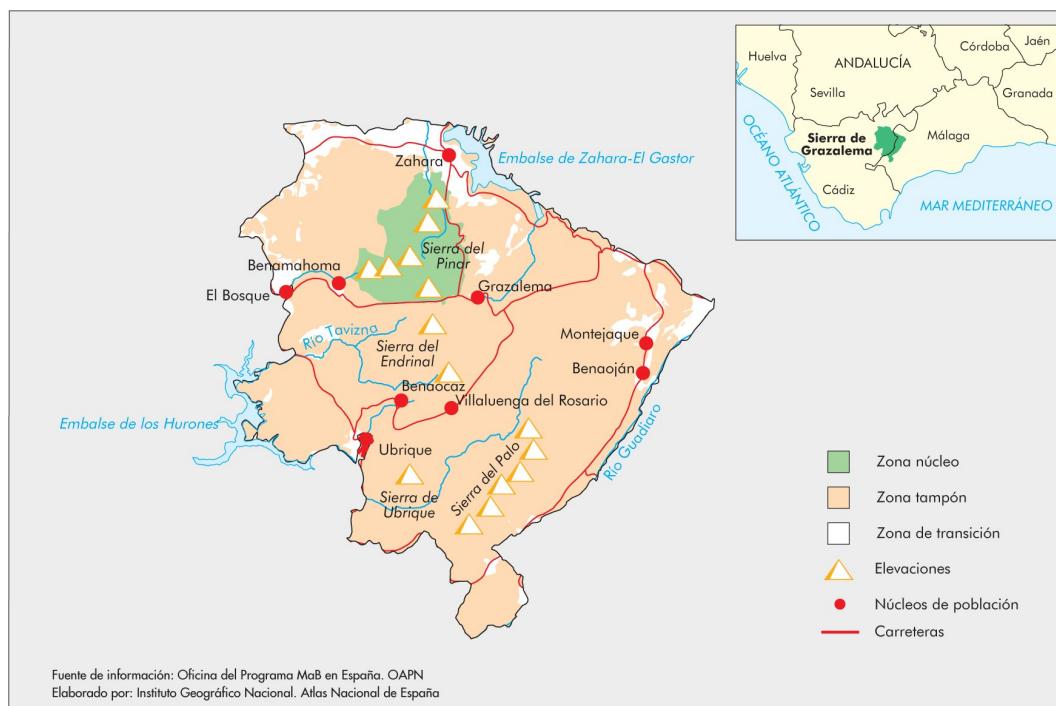 Huelva
Sevilla
ANDALUCÍA
Córdoba
Jaén
Granada
Sierra de
Grazalema
Málaga
Cádiz
OCÉANO ATLÁNTICO
MAR MEDITERRÁNEO
Zahara
Embalse de Zahara-El Gastor
Sierra del
Pinar
Benamahoma
El Bosque
Grazalema
Río Tavizna
Sierra del
Endrinal
Montejaque
Benaoján
Benaocaz
Villaluenga del Rosario
Embalse de los Hurones
Ubrique
Sierra de
Ubrique
Sierra del Palo
Río Guadiaro
Zona núcleo
Zona tampón
Zona de transición
Elevaciones
Núcleos de población
Carreteras
Fuente de información: Oficina del Programa MaB en España. OAPN
Elaborado por: Instituto Geográfico Nacional. Atlas Nacional de España